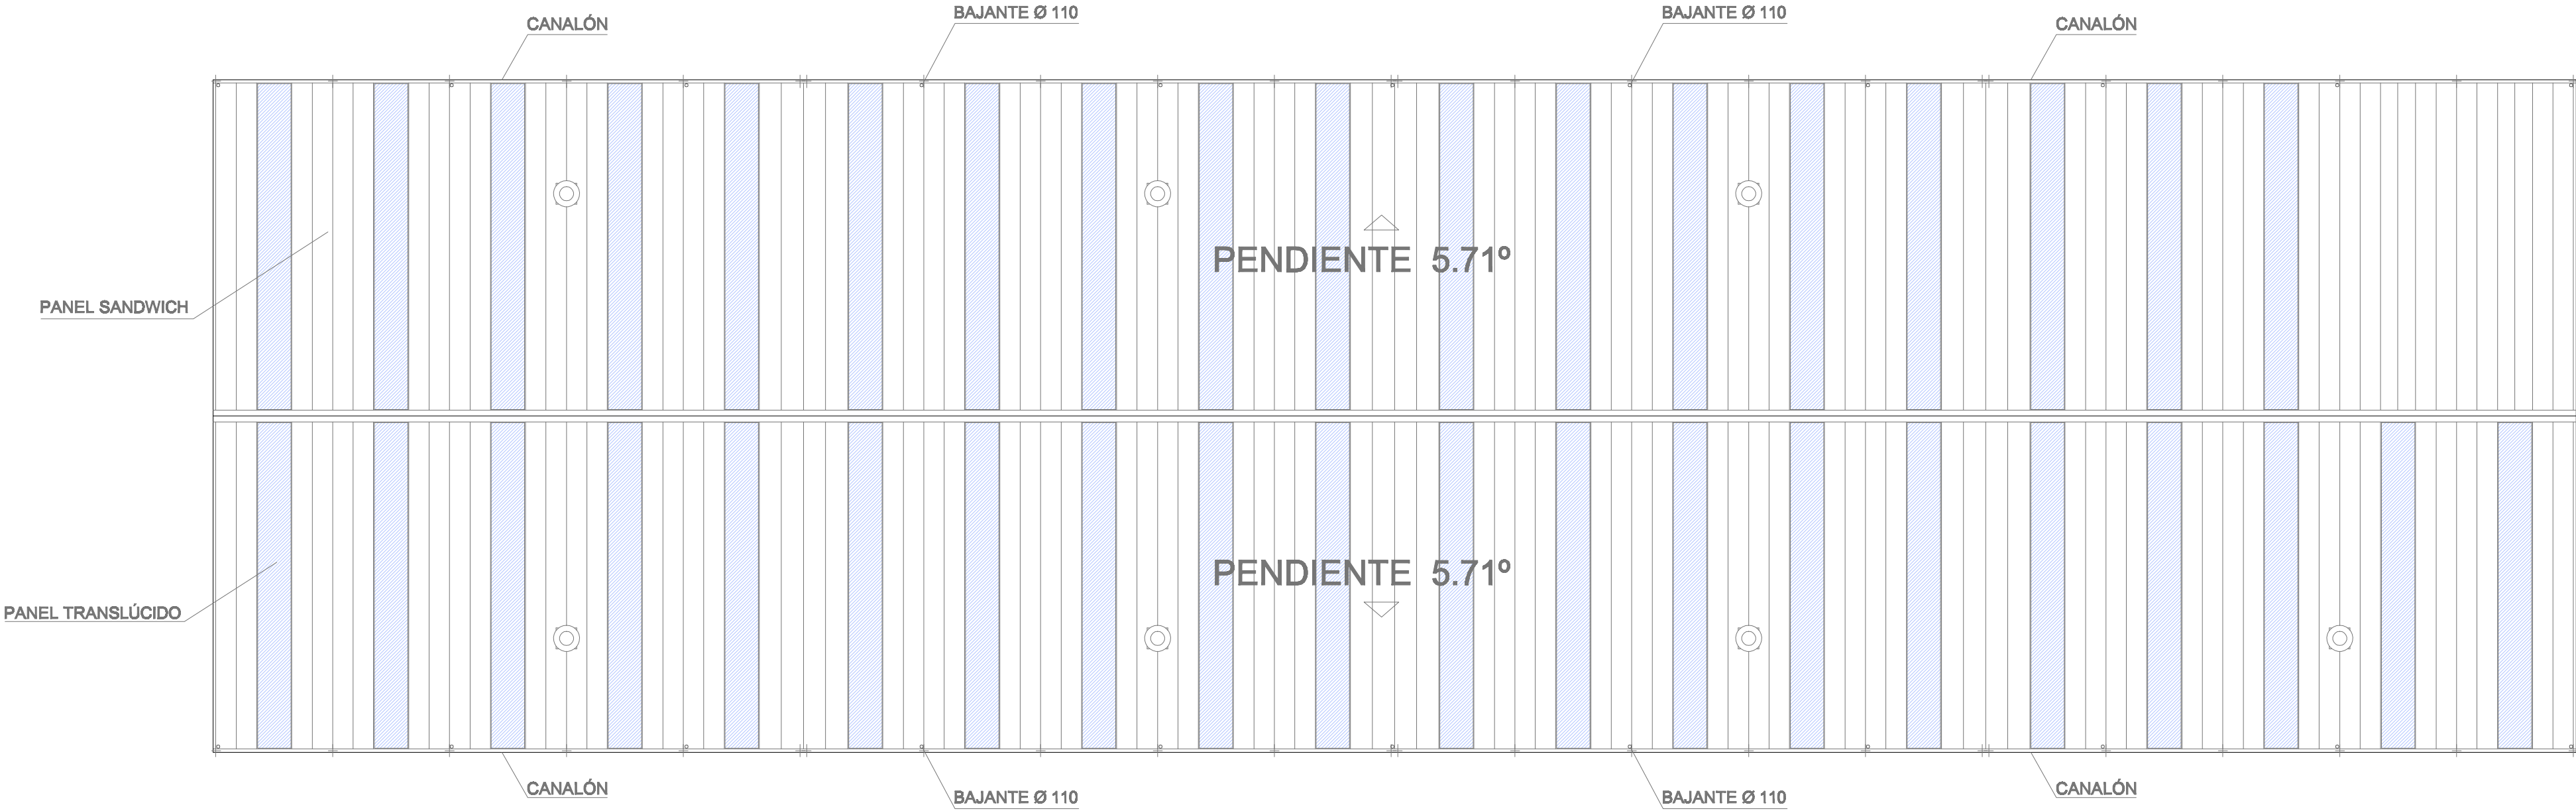 BAJANTE Ø 110
BAJANTE Ø 110
CANALÓN
CANALÓN
PENDIENTE 5.71º
PANEL SANDWICH
PENDIENTE 5.71º
PANEL TRANSLÚCIDO
CANALÓN
CANALÓN
BAJANTE Ø 110
BAJANTE Ø 110